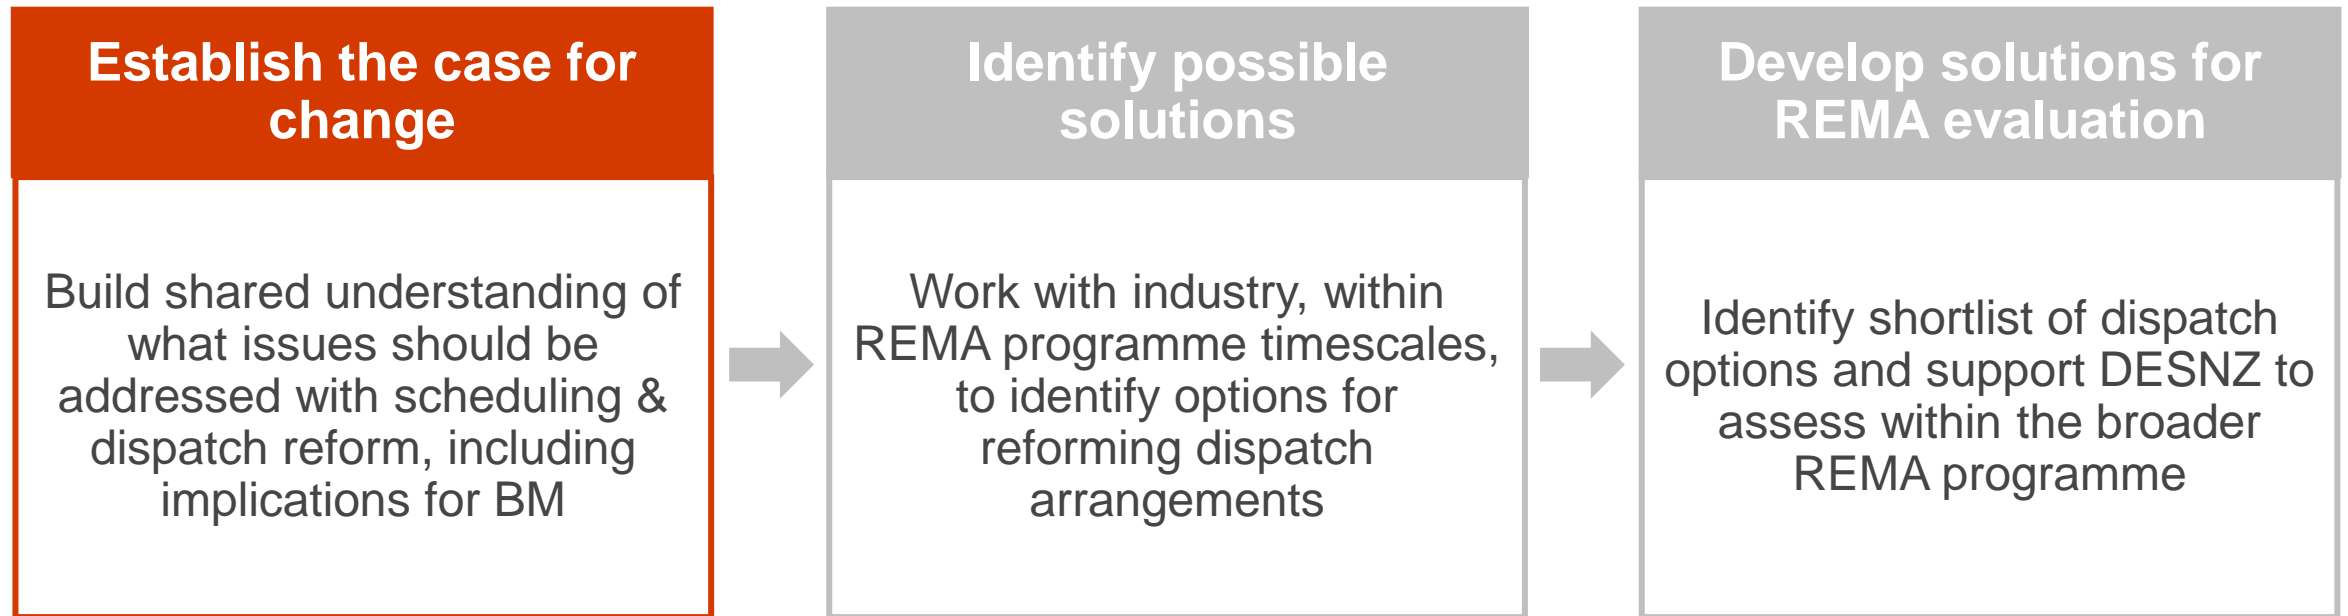 Establish the case for
change
Build shared understanding of
what issues should be
addressed with scheduling &
dispatch reform, including
implications for BM
Identify possible
solutions
Work with industry, within
REMA programme timescales,
to identify options for
reforming dispatch
arrangements
Develop solutions for
REMA evaluation
Identify shortlist of dispatch
options and support DESNZ to
assess within the broader
REMA programme